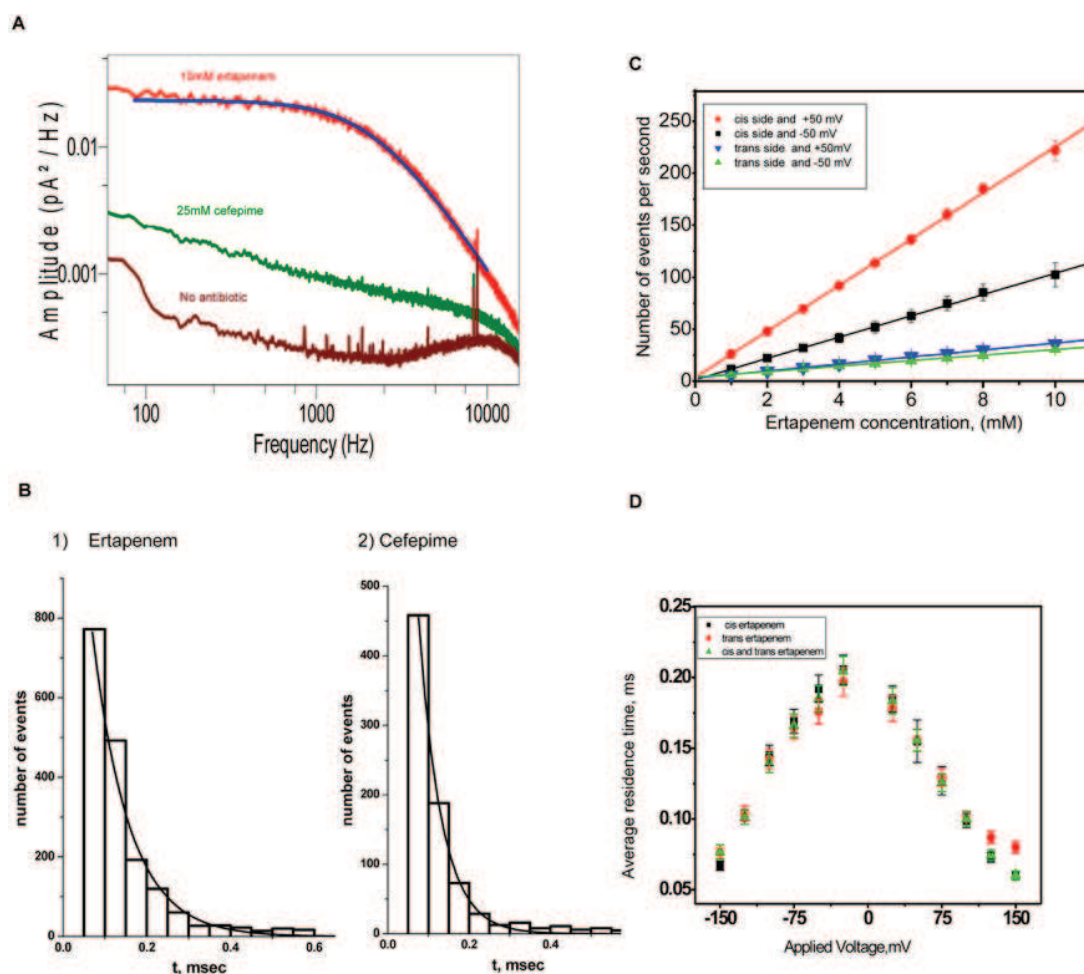 A
10mM ertapenem
25mM cefepime
No antibiotic
Amplitude (pA² / Hz)
0.01
0.001
100
1000
10000
Frequency (Hz)
C
cis side and +50 mV
cis side and -50 mV
trans side and +50mV
trans side and -50 mV
Number of events per second
250
200
150
100
50
0
0
2
4
6
8
10
Ertapenem concentration, (mM)
B
1) Ertapenem
number of events
800
600
400
200
0
0.0
0.2
0.4
0.6
t, msec
2) Cefepime
number of events
500
400
300
200
100
0
0.0
0.2
0.4
t, msec
D
cis ertapenem
trans ertapenem
cis and trans ertapenem
Average residence time, ms
0.25
0.20
0.15
0.10
0.05
-150
-75
0
75
150
Applied Voltage,mV